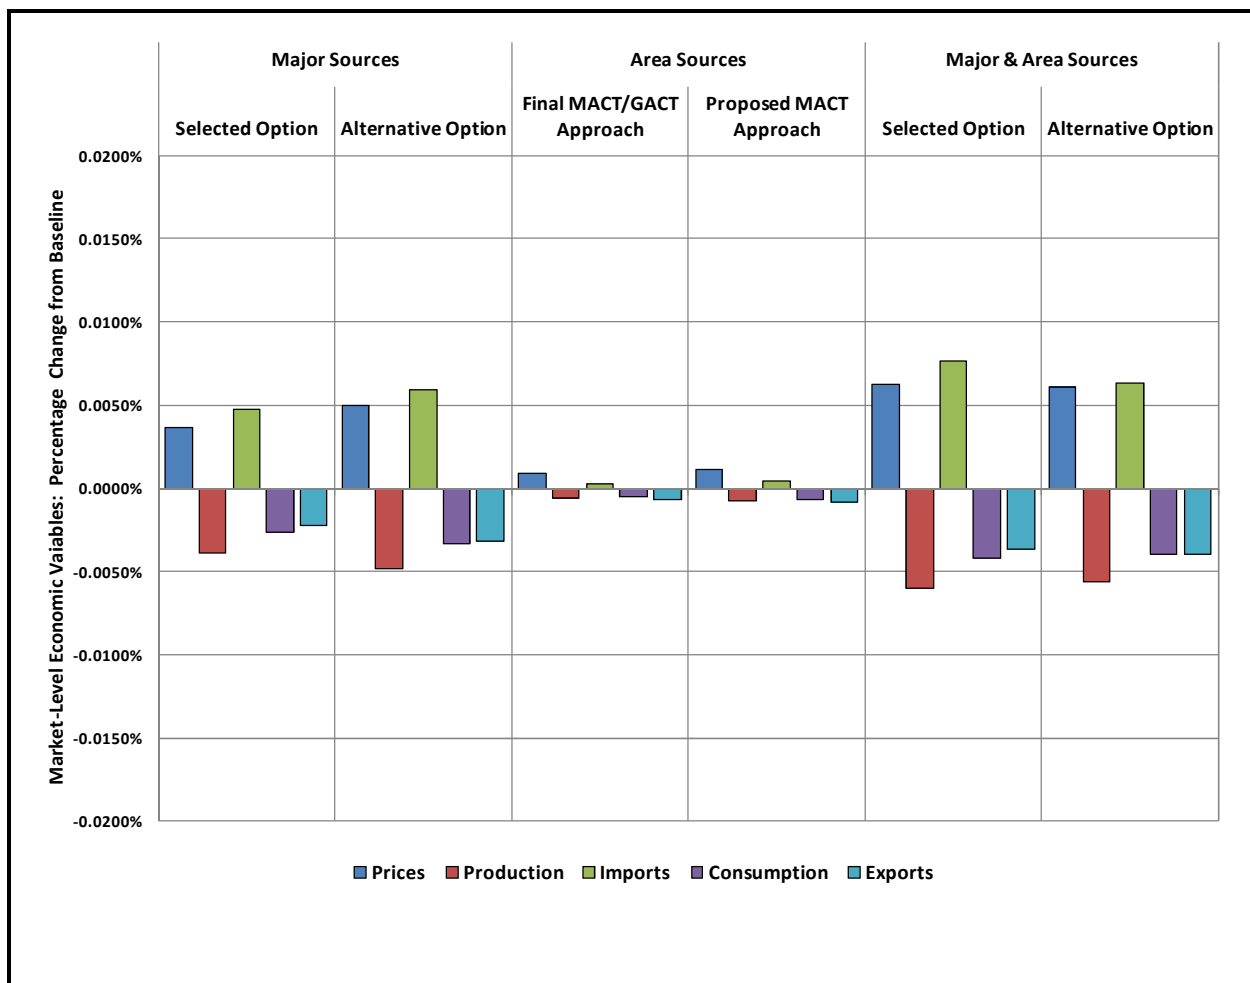 Major Sources
Area Sources
Major & Area Sources
Selected Option
Alternative Option
Final MACT/GACT
Approach
Proposed MACT
Approach
Selected Option
Alternative Option
Market-Level Economic Vaiables: Percentage Change from Baseline
0.0200%
0.0150%
0.0100%
0.0050%
0.0000%
-0.0050%
-0.0100%
-0.0150%
-0.0200%
Prices Production Imports Consumption Exports